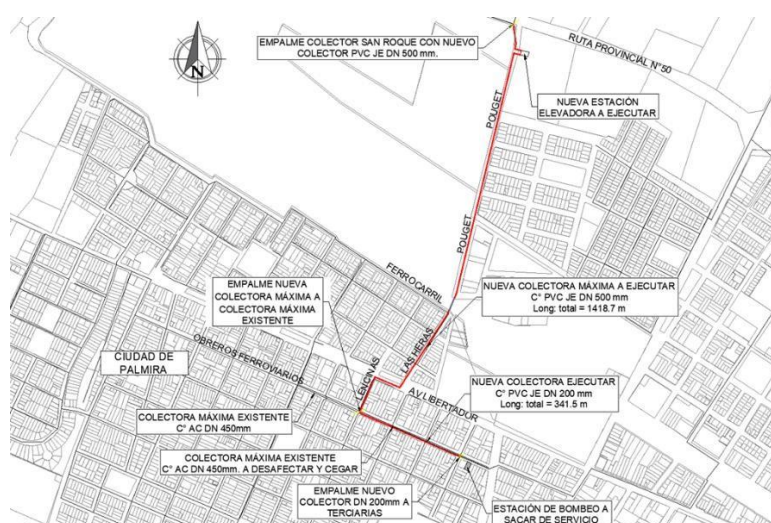 EMPALME COLECTOR SAN ROQUE CON NUEVO
COLECTOR PVC JE DN 500 mm.
RUTA PROVINCIAL N°50
N
NUEVA ESTACIÓN
ELEVADORA A EJECUTAR
POUGET
POUGET
FERROCARRIL
EMPALME NUEVA
COLECTORA MÁXIMA A
COLECTORA MÁXIMA
EXISTENTE
NUEVA COLECTORA MÁXIMA A EJECUTAR
C° PVC JE DN 500 mm
Long: total = 1418.7 m
LAS HERAS
OBREROS FERROVIARIOS
CIUDAD DE
PALMIRA
LENCINAS
NUEVA COLECTORA EJECUTAR
C° PVC JE DN 200 mm
Long: total = 341.5 m
AV.LIBERTADOR
COLECTORA MÁXIMA EXISTENTE
C° AC DN 450mm
COLECTORA MÁXIMA EXISTENTE
C° AC DN 450mm. A DESAFECTAR Y CEGAR
EMPALME NUEVO
COLECTOR DN 200mm A
TERCIARIAS
ESTACIÓN DE BOMBEO A
SACAR DE SERVICIO